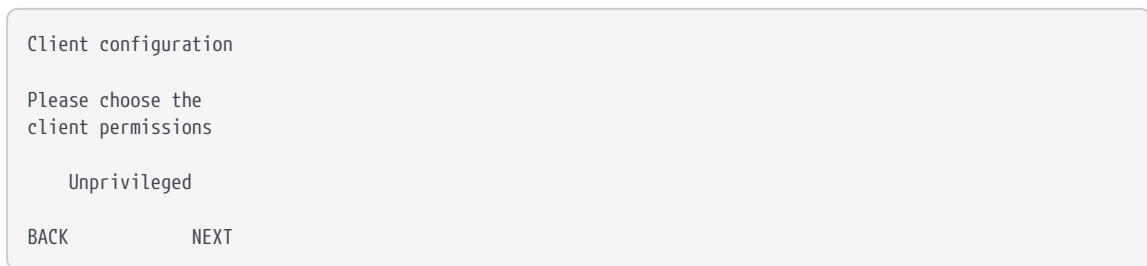 Client configuration
Please choose the
client permissions
Unprivileged
BACK NEXT